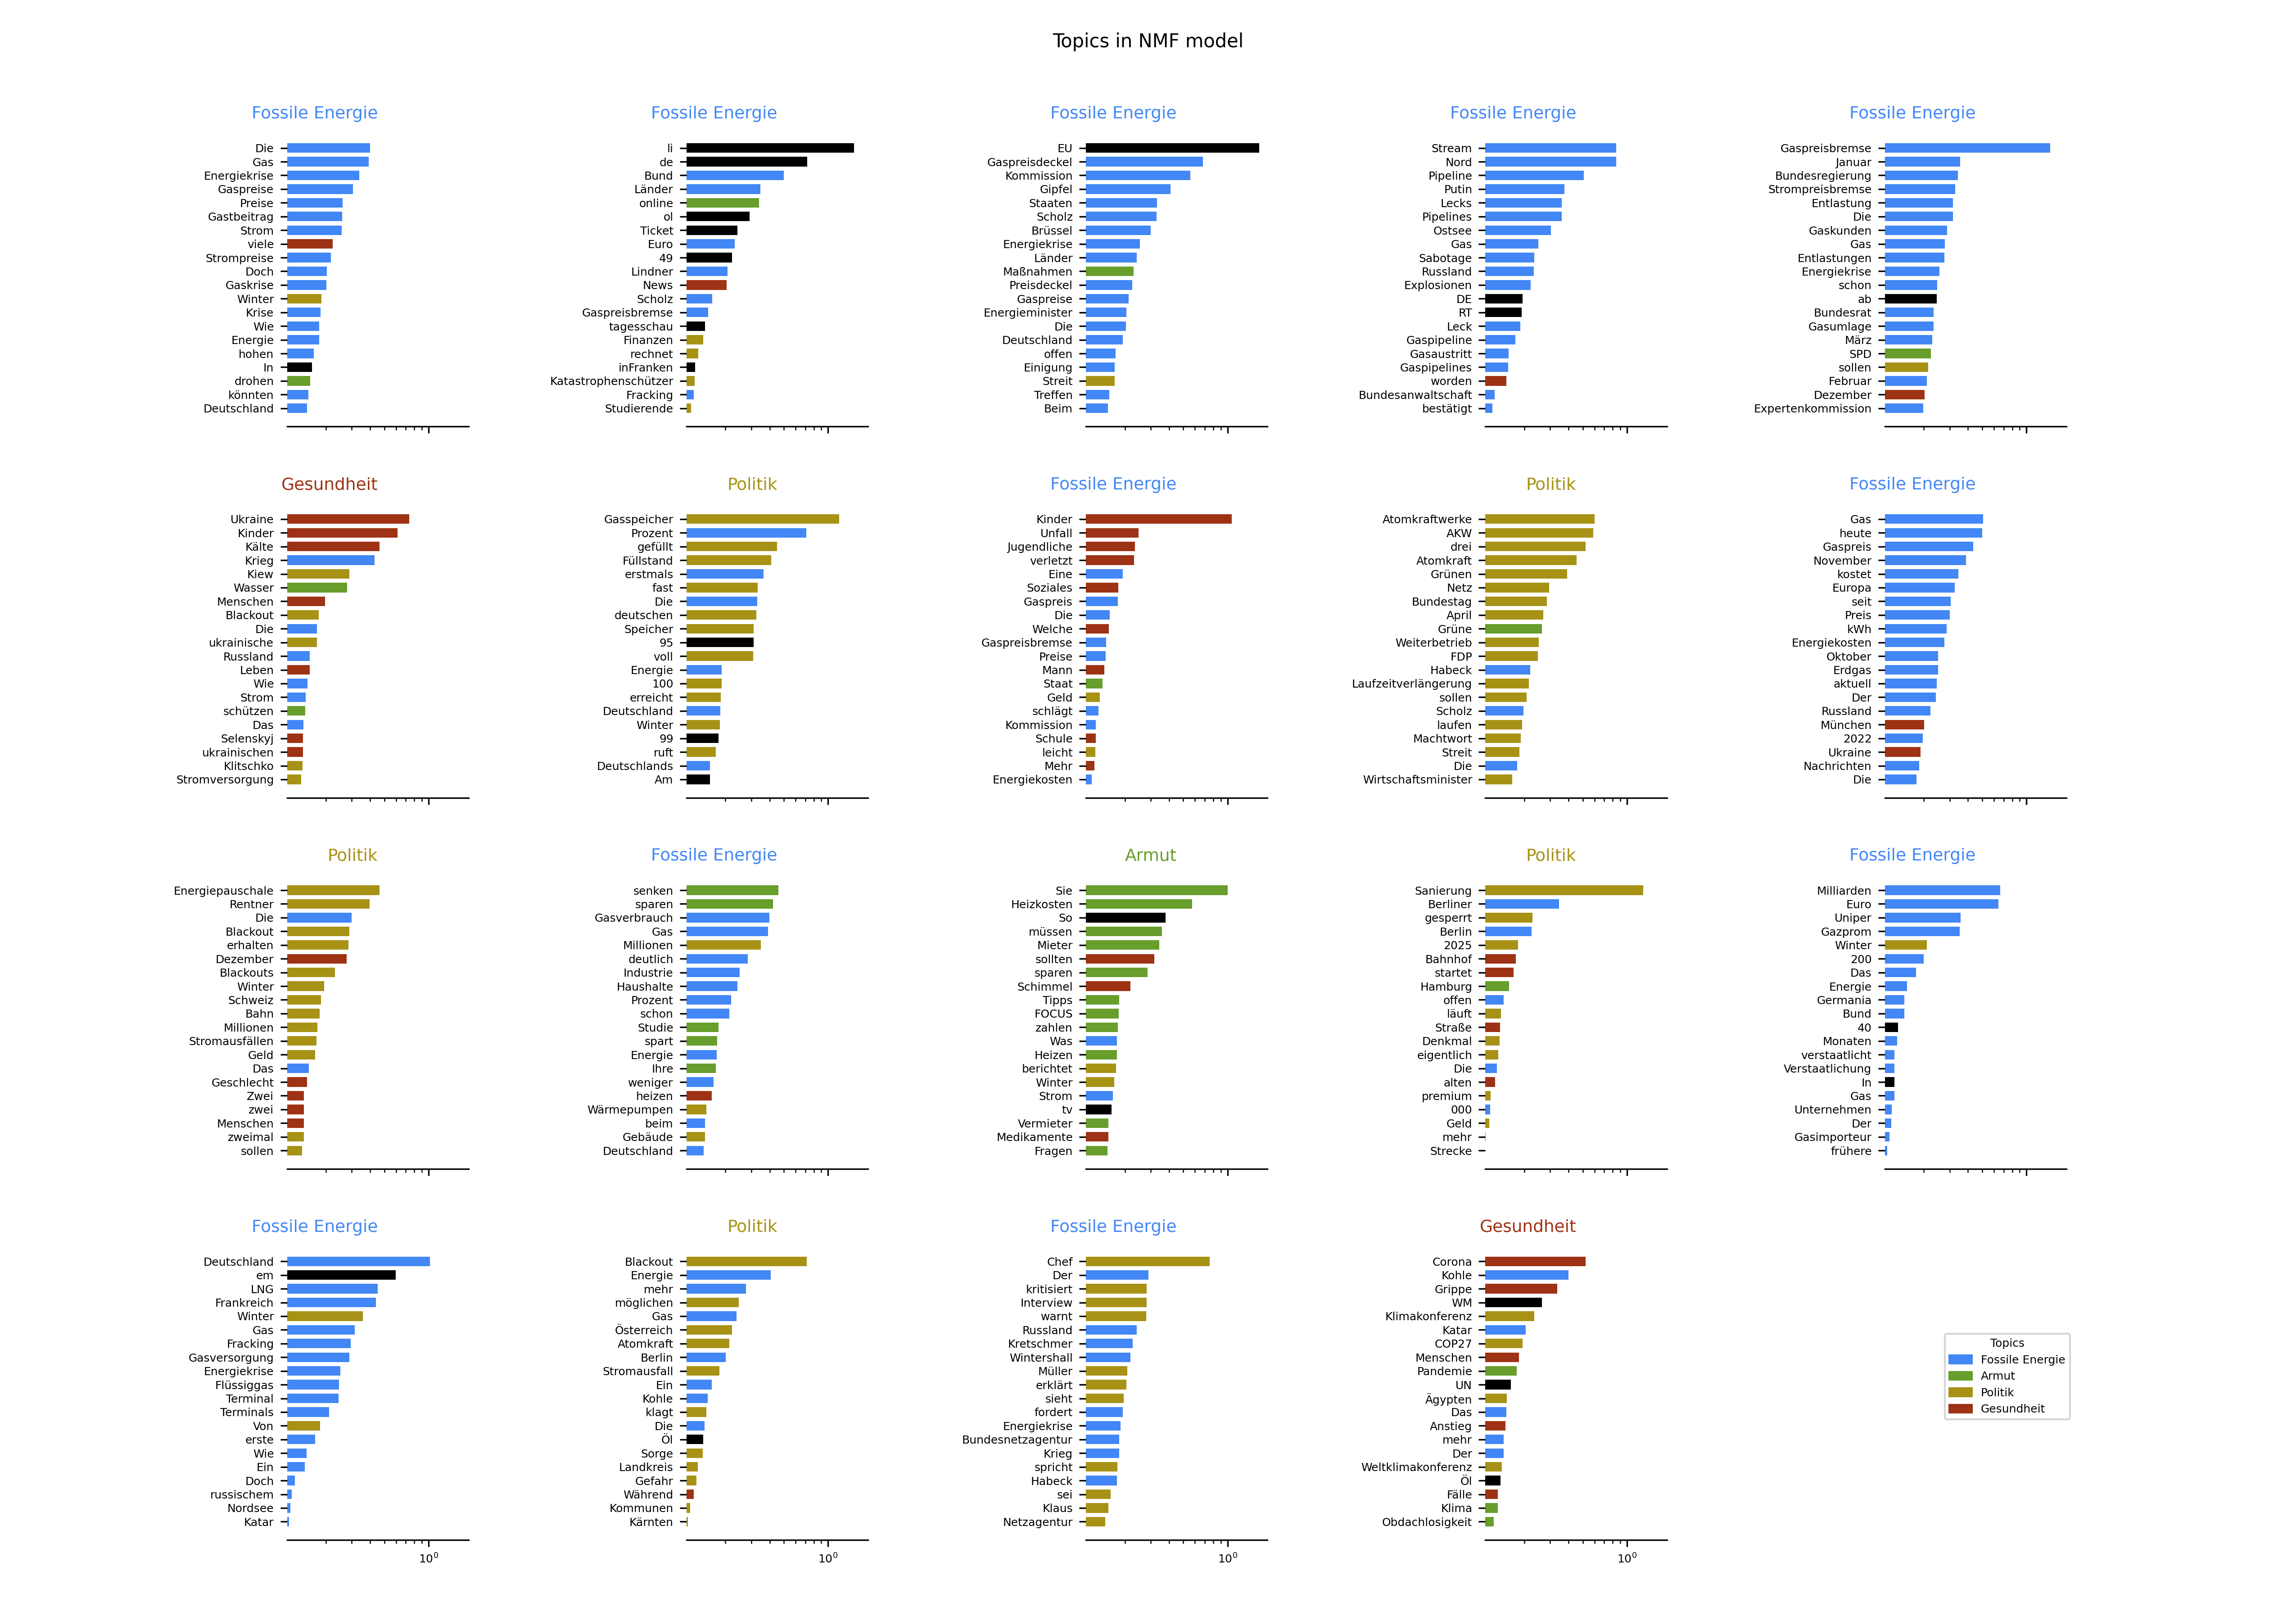 Topics in NMF model
Fossile Energie
Die
Gas
Energiekrise
Gaspreise
Preise
Gastbeitrag
Strom
viele
Strompreise
Doch
Gaskrise
Winter
Krise
Wie
Energie
hohen
In
drohen
könnten
Deutschland
Fossile Energie
li
de
Bund
Länder
online
ol
Ticket
Euro
49
Lindner
News
Scholz
Gaspreisbremse
tagesschau
Finanzen
rechnet
inFranken
Katastrophenschützer
Fracking
Studierende
Fossile Energie
EU
Gaspreisdeckel
Kommission
Gipfel
Staaten
Scholz
Brüssel
Energiekrise
Länder
Maßnahmen
Preisdeckel
Gaspreise
Energieminister
Die
Deutschland
offen
Einigung
Streit
Treffen
Beim
Fossile Energie
Stream
Nord
Pipeline
Putin
Lecks
Pipelines
Ostsee
Gas
Sabotage
Russland
Explosionen
DE
RT
Leck
Gaspipeline
Gasaustritt
Gaspipelines
worden
Bundesanwaltschaft
bestätigt
Fossile Energie
Gaspreisbremse
Januar
Bundesregierung
Strompreisbremse
Entlastung
Die
Gaskunden
Gas
Entlastungen
Energiekrise
schon
ab
Bundesrat
Gasumlage
März
SPD
sollen
Februar
Dezember
Expertenkommission
Gesundheit
Ukraine
Kinder
Kälte
Krieg
Kiew
Wasser
Menschen
Blackout
Die
ukrainische
Russland
Leben
Wie
Strom
schützen
Das
Selenskyj
ukrainischen
Klitschko
Stromversorgung
Politik
Gasspeicher
Prozent
gefüllt
Füllstand
erstmals
fast
Die
deutschen
Speicher
95
voll
Energie
100
erreicht
Deutschland
Winter
99
ruft
Deutschlands
Am
Fossile Energie
Kinder
Unfall
Jugendliche
verletzt
Eine
Soziales
Gaspreis
Die
Welche
Gaspreisbremse
Preise
Mann
Staat
Geld
schlägt
Kommission
Schule
leicht
Mehr
Energiekosten
Politik
Atomkraftwerke
AKW
drei
Atomkraft
Grünen
Netz
Bundestag
April
Grüne
Weiterbetrieb
FDP
Habeck
Laufzeitverlängerung
sollen
Scholz
laufen
Machtwort
Streit
Die
Wirtschaftsminister
Fossile Energie
Gas
heute
Gaspreis
November
kostet
Europa
seit
Preis
kWh
Energiekosten
Oktober
Erdgas
aktuell
Der
Russland
München
2022
Ukraine
Nachrichten
Die
Politik
Energiepauschale
Rentner
Die
Blackout
erhalten
Dezember
Blackouts
Winter
Schweiz
Bahn
Millionen
Stromausfällen
Geld
Das
Geschlecht
Zwei
zwei
Menschen
zweimal
sollen
Fossile Energie
senken
sparen
Gasverbrauch
Gas
Millionen
deutlich
Industrie
Haushalte
Prozent
schon
Studie
spart
Energie
Ihre
weniger
heizen
Wärmepumpen
beim
Gebäude
Deutschland
Armut
Sie
Heizkosten
So
müssen
Mieter
sollten
sparen
Schimmel
Tipps
FOCUS
zahlen
Was
Heizen
berichtet
Winter
Strom
tv
Vermieter
Medikamente
Fragen
Politik
Sanierung
Berliner
gesperrt
Berlin
2025
Bahnhof
startet
Hamburg
offen
läuft
Straße
Denkmal
eigentlich
Die
alten
premium
000
Geld
mehr
Strecke
Fossile Energie
Milliarden
Euro
Uniper
Gazprom
Winter
200
Das
Energie
Germania
Bund
40
Monaten
verstaatlicht
Verstaatlichung
In
Gas
Unternehmen
Der
Gasimporteur
frühere
Fossile Energie
Deutschland
em
LNG
Frankreich
Winter
Gas
Fracking
Gasversorgung
Energiekrise
Flüssiggas
Terminal
Terminals
Von
erste
Wie
Ein
Doch
russischem
Nordsee
Katar
10⁰
Politik
Blackout
Energie
mehr
möglichen
Gas
Österreich
Atomkraft
Berlin
Stromausfall
Ein
Kohle
klagt
Die
Öl
Sorge
Landkreis
Gefahr
Während
Kommunen
Kärnten
10⁰
Fossile Energie
Chef
Der
kritisiert
Interview
warnt
Russland
Kretschmer
Wintershall
Müller
erklärt
sieht
fordert
Energiekrise
Bundesnetzagentur
Krieg
spricht
Habeck
sei
Klaus
Netzagentur
10⁰
Gesundheit
Corona
Kohle
Grippe
WM
Klimakonferenz
Katar
COP27
Menschen
Pandemie
UN
Ägypten
Das
Anstieg
mehr
Der
Weltklimakonferenz
Öl
Fälle
Klima
Obdachlosigkeit
10⁰
Topics
Fossile Energie
Armut
Politik
Gesundheit